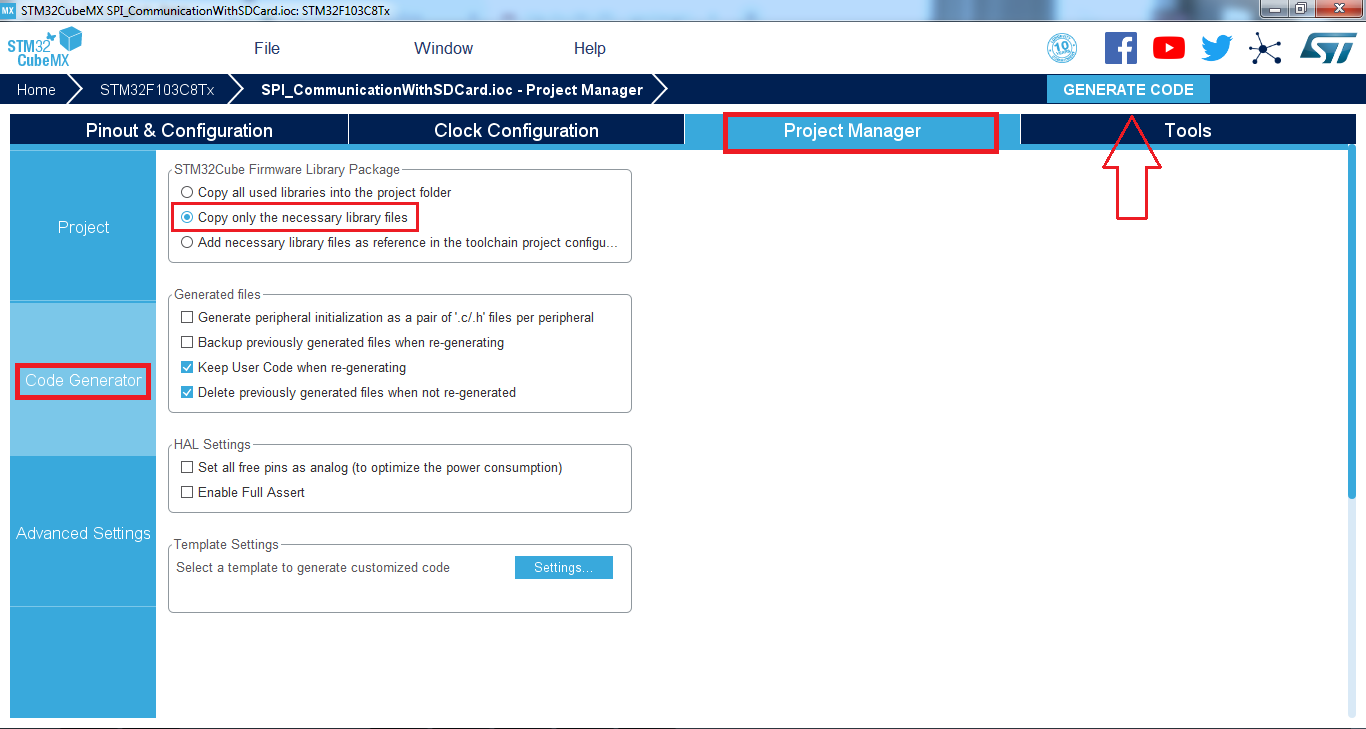 MX STM32CubeMX SPI_CommunicationWithSDCard.ioc: STM32F103C8Tx
STM32
CubeMX
File Window Help
10
Home STM32F103C8Tx SPI_CommunicationWithSDCard.ioc - Project Manager GENERATE CODE
Pinout & Configuration Clock Configuration Project Manager Tools
Project
Code Generator
Advanced Settings
STM32Cube Firmware Library Package
Copy all used libraries into the project folder
Copy only the necessary library files
Add necessary library files as reference in the toolchain project configu...
Generated files
Generate peripheral initialization as a pair of '.c/.h' files per peripheral
Backup previously generated files when re-generating
Keep User Code when re-generating
Delete previously generated files when not re-generated
HAL Settings
Set all free pins as analog (to optimize the power consumption)
Enable Full Assert
Template Settings
Select a template to generate customized code Settings...